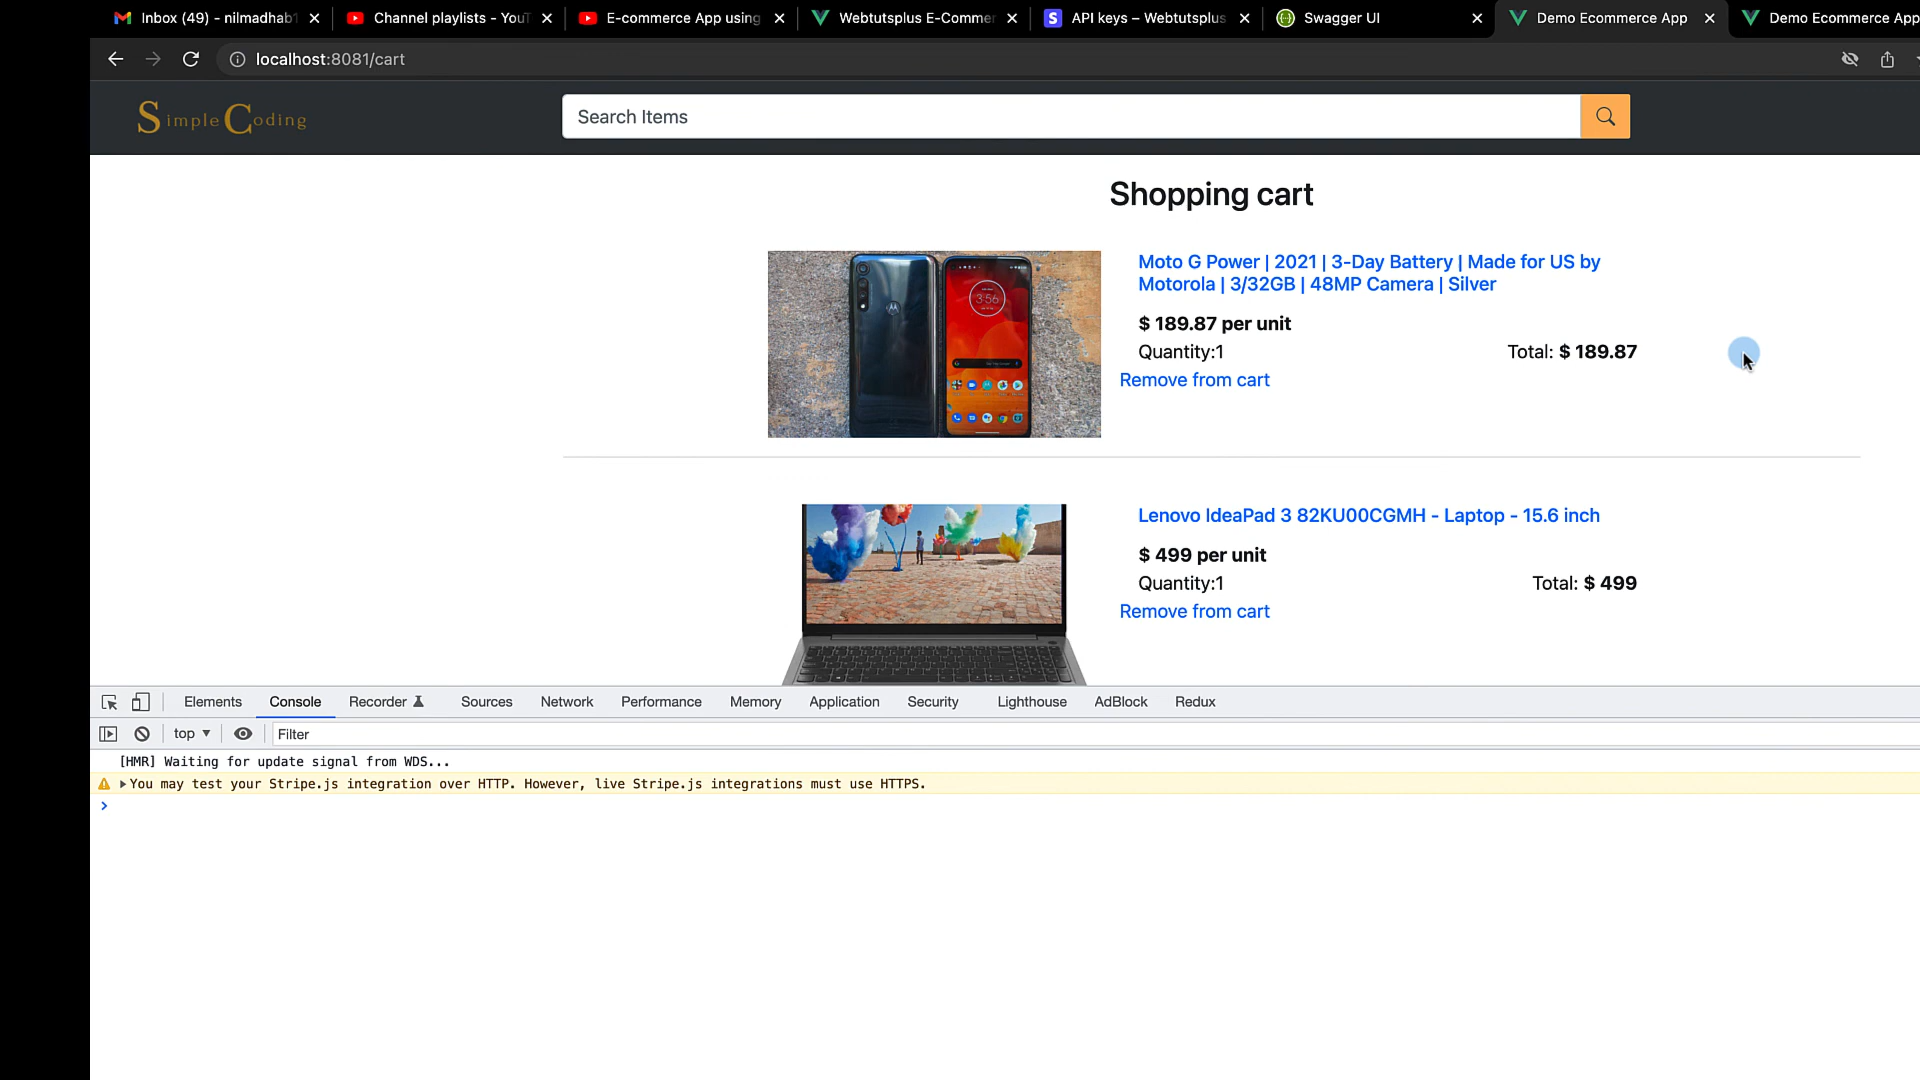 Inbox (49) - nilmadhab1
Channel playlists - YouT
E-commerce App using
Webtutsplus E-Commer
API keys – Webtutsplus
Swagger UI
Demo Ecommerce App
Demo Ecommerce App
localhost:8081/cart
Simple Coding
Search Items
Shopping cart
Moto G Power | 2021 | 3-Day Battery | Made for US by
Motorola | 3/32GB | 48MP Camera | Silver
$ 189.87 per unit
Quantity:1 Total: $ 189.87
Remove from cart
3:56
Lenovo IdeaPad 3 82KU00CGMH - Laptop - 15.6 inch
$ 499 per unit
Quantity:1 Total: $ 499
Remove from cart
Elements Console Recorder Sources Network Performance Memory Application Security Lighthouse AdBlock Redux
top Filter
[HMR] Waiting for update signal from WDS...
You may test your Stripe.js integration over HTTP. However, live Stripe.js integrations must use HTTPS.